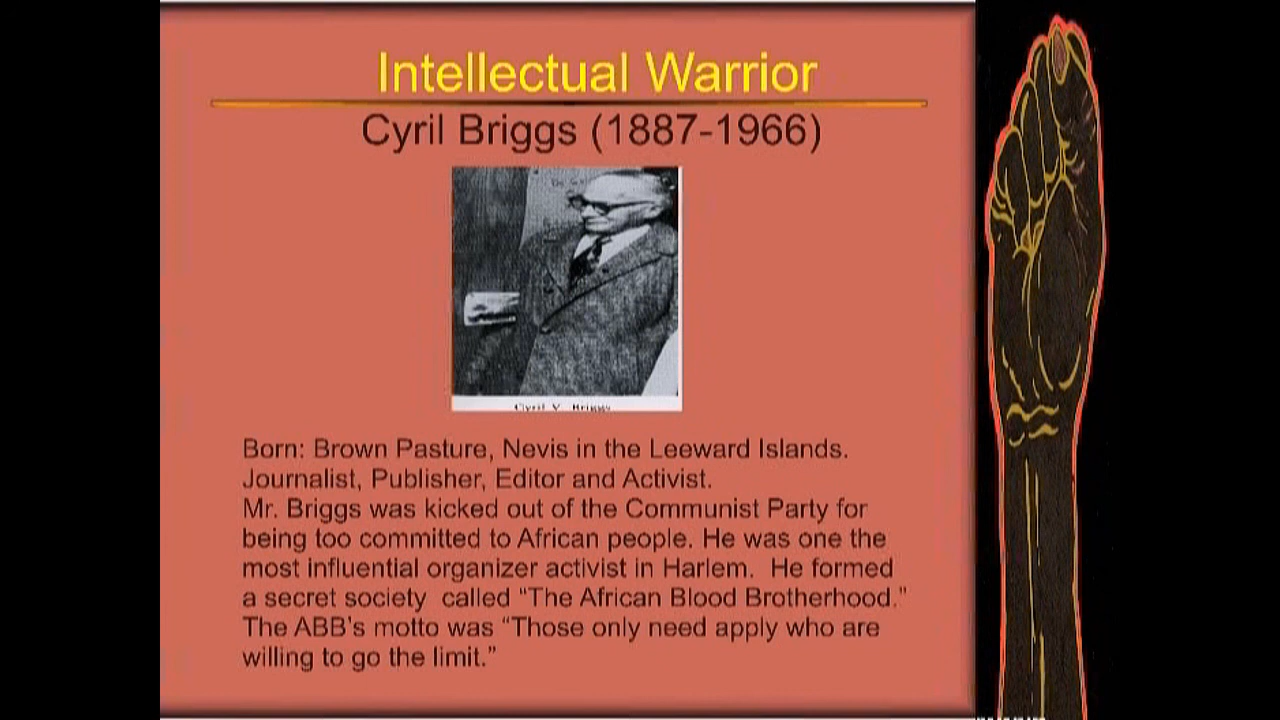 Intellectual Warrior
Cyril Briggs (1887-1966)
Cyril V. Briggs
Born: Brown Pasture, Nevis in the Leeward Islands.
Journalist, Publisher, Editor and Activist.
Mr. Briggs was kicked out of the Communist Party for
being too committed to African people. He was one the
most influential organizer activist in Harlem.  He formed
a secret society  called “The African Blood Brotherhood.”
The ABB's motto was “Those only need apply who are
willing to go the limit.”